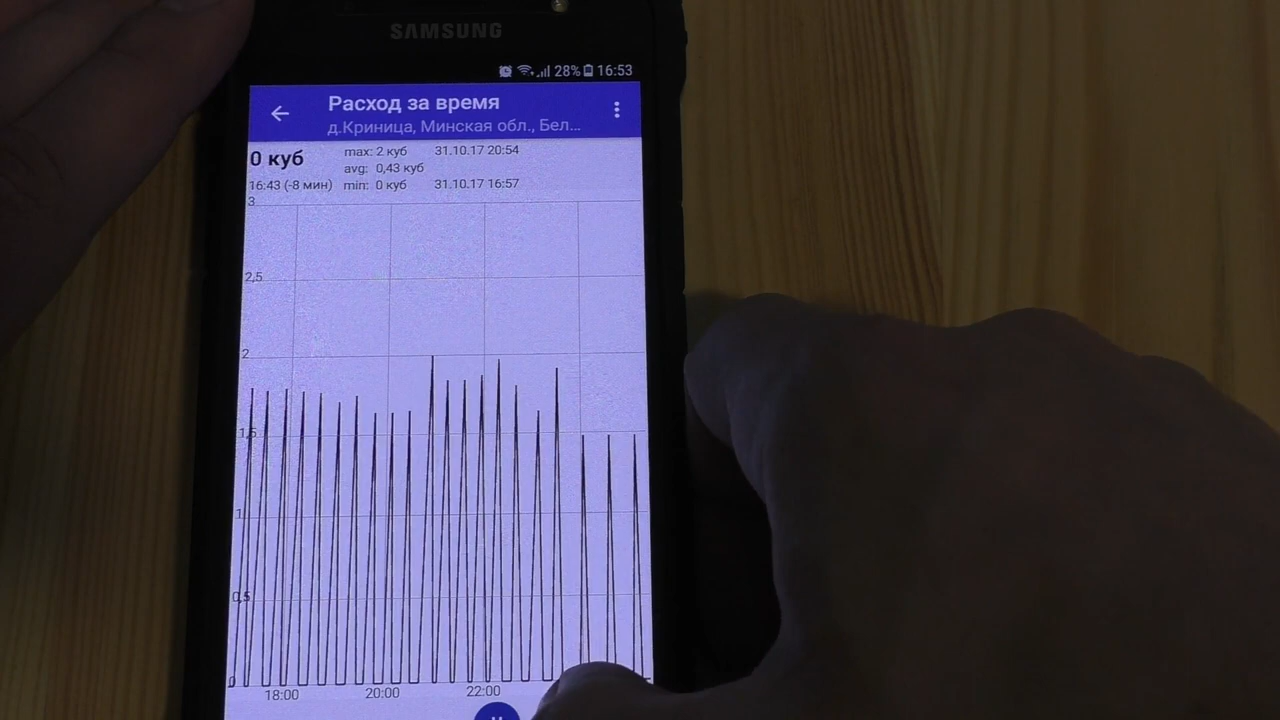 SAMSUNG
28% 16:53
Расход за время
д.Криница, Минская обл., Бел...
0 куб
max: 2 куб 31.10.17 20:54
avg: 0,43 куб
16:43 (-8 мин) min: 0 куб 31.10.17 16:57
3
2,5
2
1,5
1
0,5
0
18:00 20:00 22:00